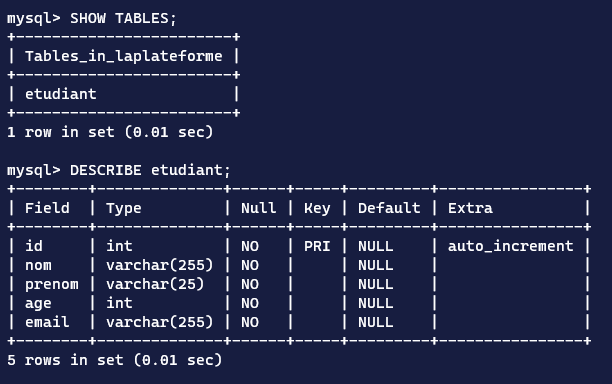 mysql> SHOW TABLES;
+------------------------+
| Tables_in_laplateforme |
+------------------------+
| etudiant               |
+------------------------+
1 row in set (0.01 sec)

mysql> DESCRIBE etudiant;
+--------+--------------+------+-----+---------+----------------+
| Field  | Type         | Null | Key | Default | Extra          |
+--------+--------------+------+-----+---------+----------------+
| id     | int          | NO   | PRI | NULL    | auto_increment |
| nom    | varchar(255) | NO   |     | NULL    |                |
| prenom | varchar(25)  | NO   |     | NULL    |                |
| age    | int          | NO   |     | NULL    |                |
| email  | varchar(255) | NO   |     | NULL    |                |
+--------+--------------+------+-----+---------+----------------+
5 rows in set (0.01 sec)